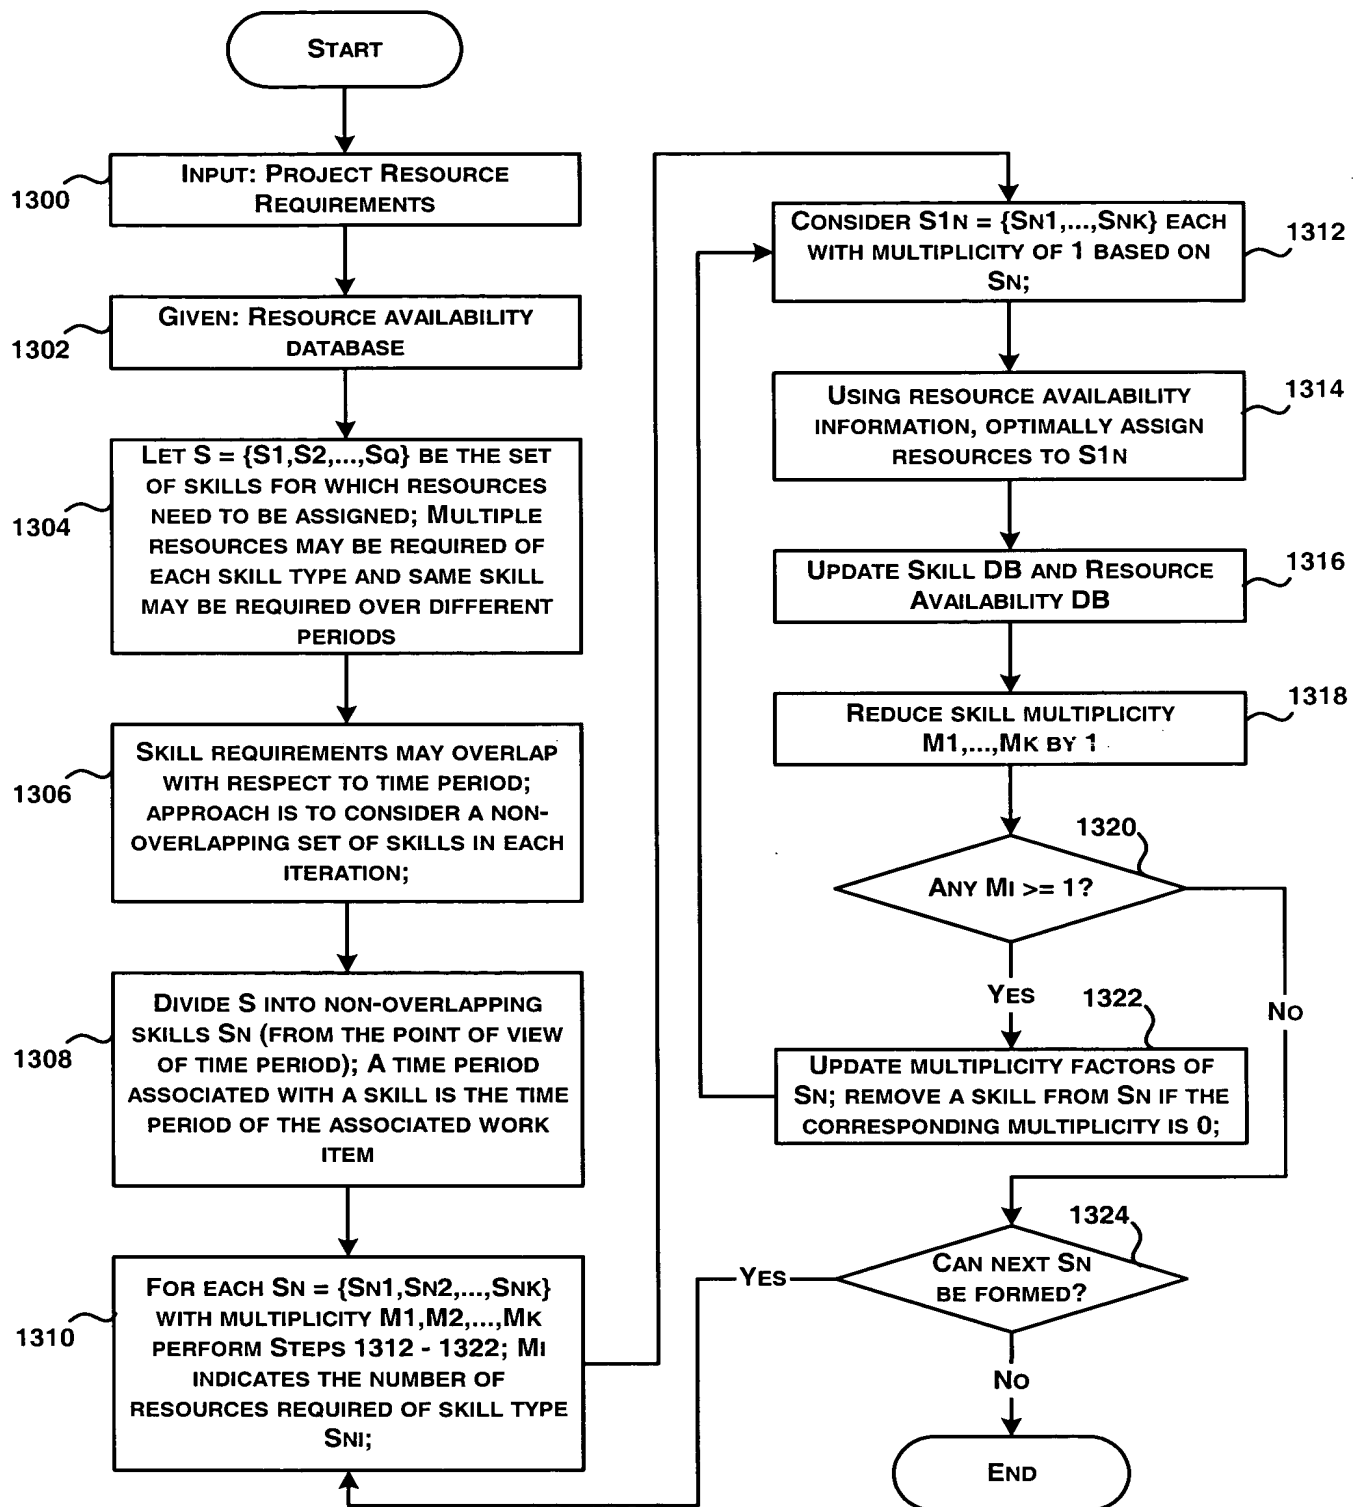 START
INPUT: PROJECT RESOURCE
REQUIREMENTS
1300
GIVEN: RESOURCE AVAILABILITY
DATABASE
1302
LET S = {S1,S2,...,SQ} BE THE SET
OF SKILLS FOR WHICH RESOURCES
NEED TO BE ASSIGNED; MULTIPLE
RESOURCES MAY BE REQUIRED OF
EACH SKILL TYPE AND SAME SKILL
MAY BE REQUIRED OVER DIFFERENT
PERIODS
1304
SKILL REQUIREMENTS MAY OVERLAP
WITH RESPECT TO TIME PERIOD;
APPROACH IS TO CONSIDER A NON-
OVERLAPPING SET OF SKILLS IN EACH
ITERATION;
1306
DIVIDE S INTO NON-OVERLAPPING
SKILLS SN (FROM THE POINT OF VIEW
OF TIME PERIOD); A TIME PERIOD
ASSOCIATED WITH A SKILL IS THE TIME
PERIOD OF THE ASSOCIATED WORK
ITEM
1308
FOR EACH SN = {SN1,SN2,...,SNK}
WITH MULTIPLICITY M1,M2,...,MK
PERFORM STEPS 1312 - 1322; MI
INDICATES THE NUMBER OF
RESOURCES REQUIRED OF SKILL TYPE
SNI;
1310
CONSIDER S1N = {SN1,...,SNK} EACH
WITH MULTIPLICITY OF 1 BASED ON
SN;
1312
USING RESOURCE AVAILABILITY
INFORMATION, OPTIMALLY ASSIGN
RESOURCES TO S1N
1314
UPDATE SKILL DB AND RESOURCE
AVAILABILITY DB
1316
REDUCE SKILL MULTIPLICITY
M1,...,MK BY 1
1318
1320
ANY MI >= 1?
YES
NO
1322
UPDATE MULTIPLICITY FACTORS OF
SN; REMOVE A SKILL FROM SN IF THE
CORRESPONDING MULTIPLICITY IS 0;
1324
CAN NEXT SN
BE FORMED?
YES
NO
END